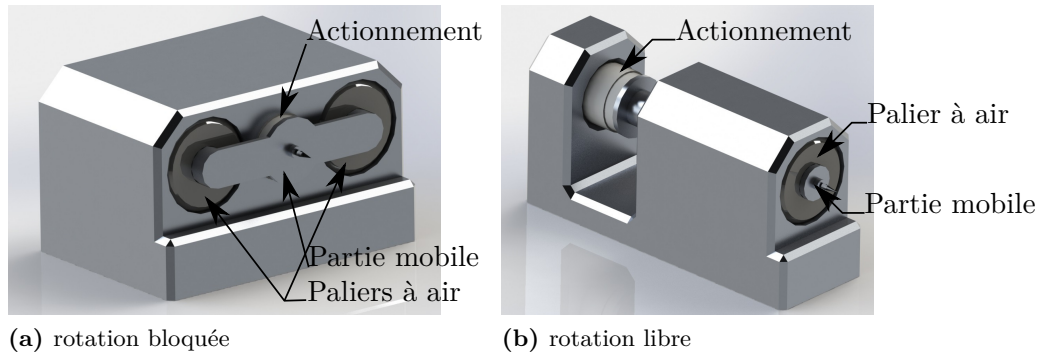 Actionnement
Partie mobile
Paliers à air
(a) rotation bloquée
Actionnement
Palier à air
Partie mobile
(b) rotation libre